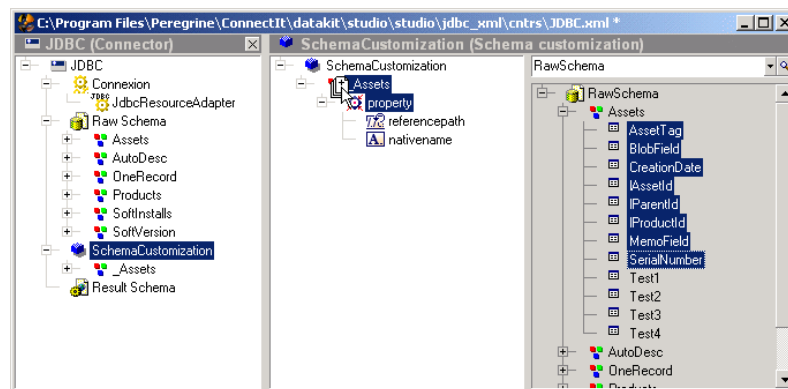 C:\Program Files\Peregrine\ConnectIt\datakit\studio\studio\jdbc_xml\cntrs\JDBC.xml *
JDBC (Connector)
JDBC
Connexion
JDBC
JdbcResourceAdapter
Raw Schema
Assets
AutoDesc
OneRecord
Products
SoftInstalls
SoftVersion
SchemaCustomization
_Assets
Result Schema
SchemaCustomization (Schema customization)
SchemaCustomization
_Assets
property
referencepath
A. nativename
RawSchema
RawSchema
Assets
AssetTag
BlobField
CreationDate
lAssetId
lParentId
lProductId
MemoField
SerialNumber
Test1
Test2
Test3
Test4
AutoDesc
OneRecord
Products